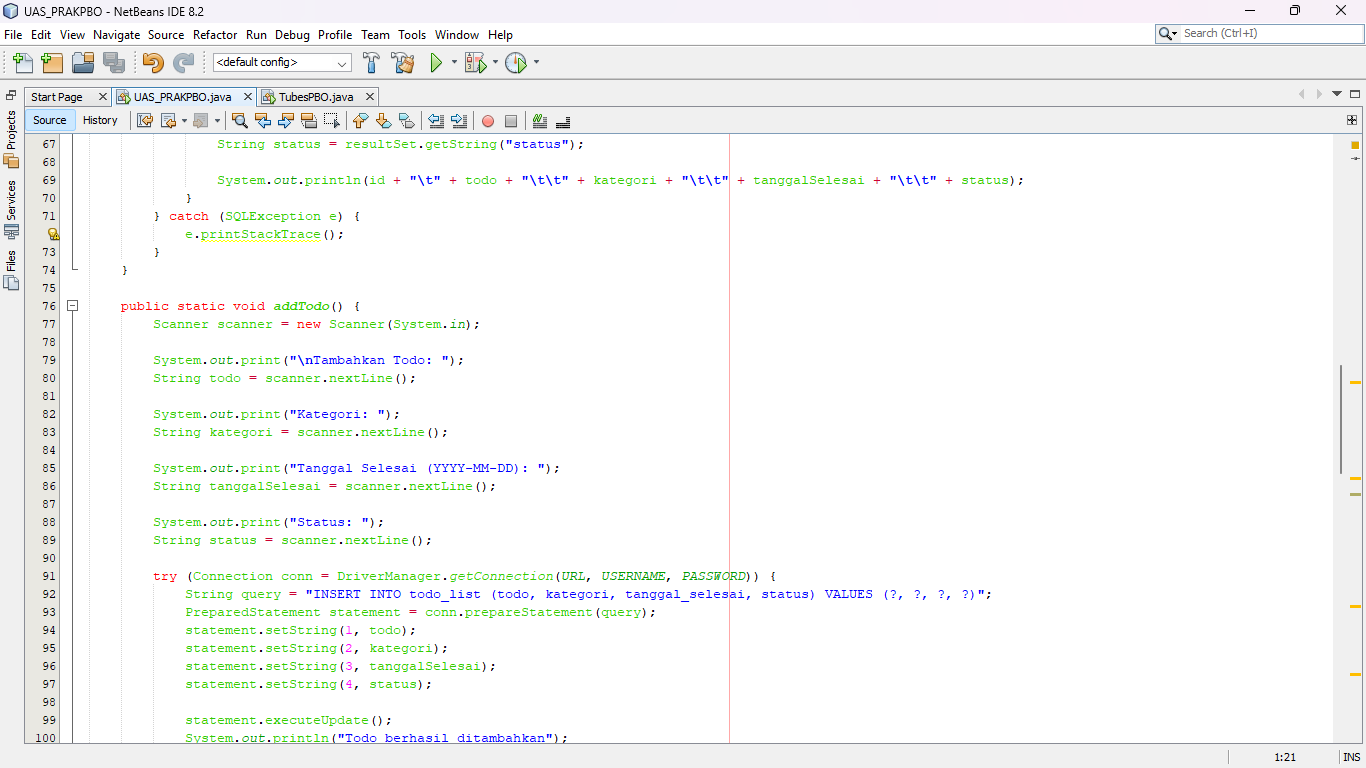 UAS_PRAKPBO - NetBeans IDE 8.2
File Edit View Navigate Source Refactor Run Debug Profile Team Tools Window Help
Search (Ctrl+I)
<default config>
Start Page UAS_PRAKPBO.java TubesPBO.java
Source History
Projects
Services
Files
67 String status = resultSet.getString("status");
68
69 System.out.println(id + "\t" + todo + "\t\t" + kategori + "\t\t" + tanggalSelesai + "\t\t" + status);
70 }
71 } catch (SQLException e) {
e.printStackTrace();
73 }
74 }
75
76 public static void addTodo() {
77 Scanner scanner = new Scanner(System.in);
78
79 System.out.print("\nTambahkan Todo: ");
80 String todo = scanner.nextLine();
81
82 System.out.print("Kategori: ");
83 String kategori = scanner.nextLine();
84
85 System.out.print("Tanggal Selesai (YYYY-MM-DD): ");
86 String tanggalSelesai = scanner.nextLine();
87
88 System.out.print("Status: ");
89 String status = scanner.nextLine();
90
91 try (Connection conn = DriverManager.getConnection(URL, USERNAME, PASSWORD)) {
92 String query = "INSERT INTO todo_list (todo, kategori, tanggal_selesai, status) VALUES (?, ?, ?, ?)";
93 PreparedStatement statement = conn.prepareStatement(query);
94 statement.setString(1, todo);
95 statement.setString(2, kategori);
96 statement.setString(3, tanggalSelesai);
97 statement.setString(4, status);
98
99 statement.executeUpdate();
100 System.out.println("Todo berhasil ditambahkan");
1:21 INS